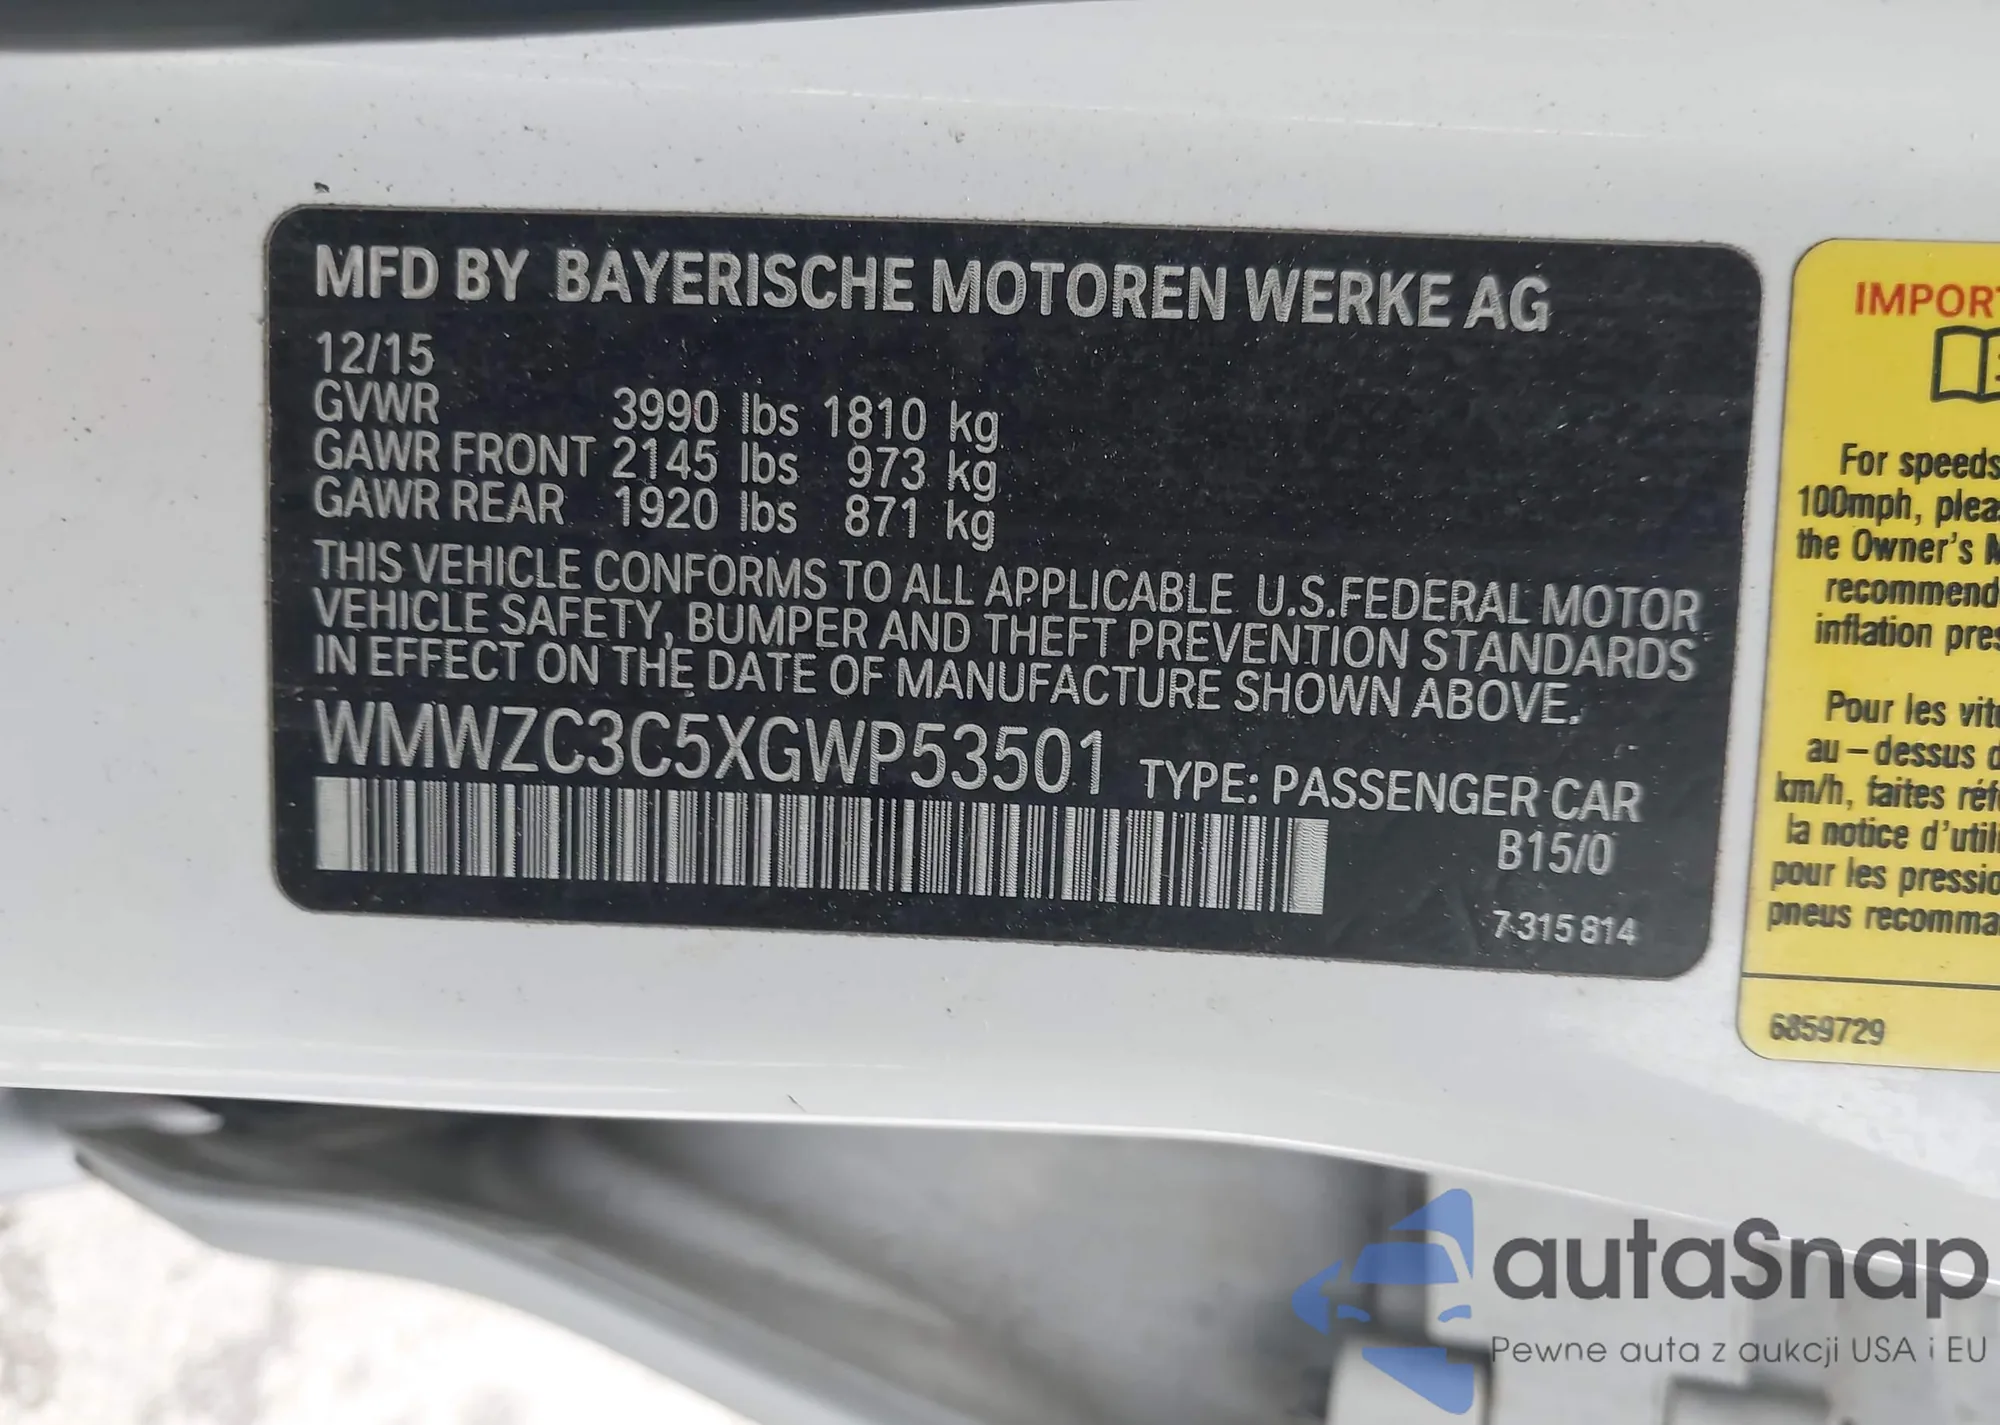 MFD BY BAYERISCHE MOTOREN WERKE AG
12/15
GVWR 3990 lbs 1810 kg
GAWR FRONT 2145 lbs 973 kg
GAWR REAR 1920 lbs 871 kg
THIS VEHICLE CONFORMS TO ALL APPLICABLE U.S.FEDERAL MOTOR
VEHICLE SAFETY, BUMPER AND THEFT PREVENTION STANDARDS
IN EFFECT ON THE DATE OF MANUFACTURE SHOWN ABOVE.
WMWZC3C5XGWP53501 TYPE: PASSENGER CAR
B15/0
7 315 814
IMPOR
For speeds
100mph, plea
the Owner's
recommend
inflation pres
Pour les vit
au – dessus
km/h, faites réf
la notice d'util
pour les pressio
pneus recomma
6859729
autoSnap
Pewne auta z aukcji USA i EU